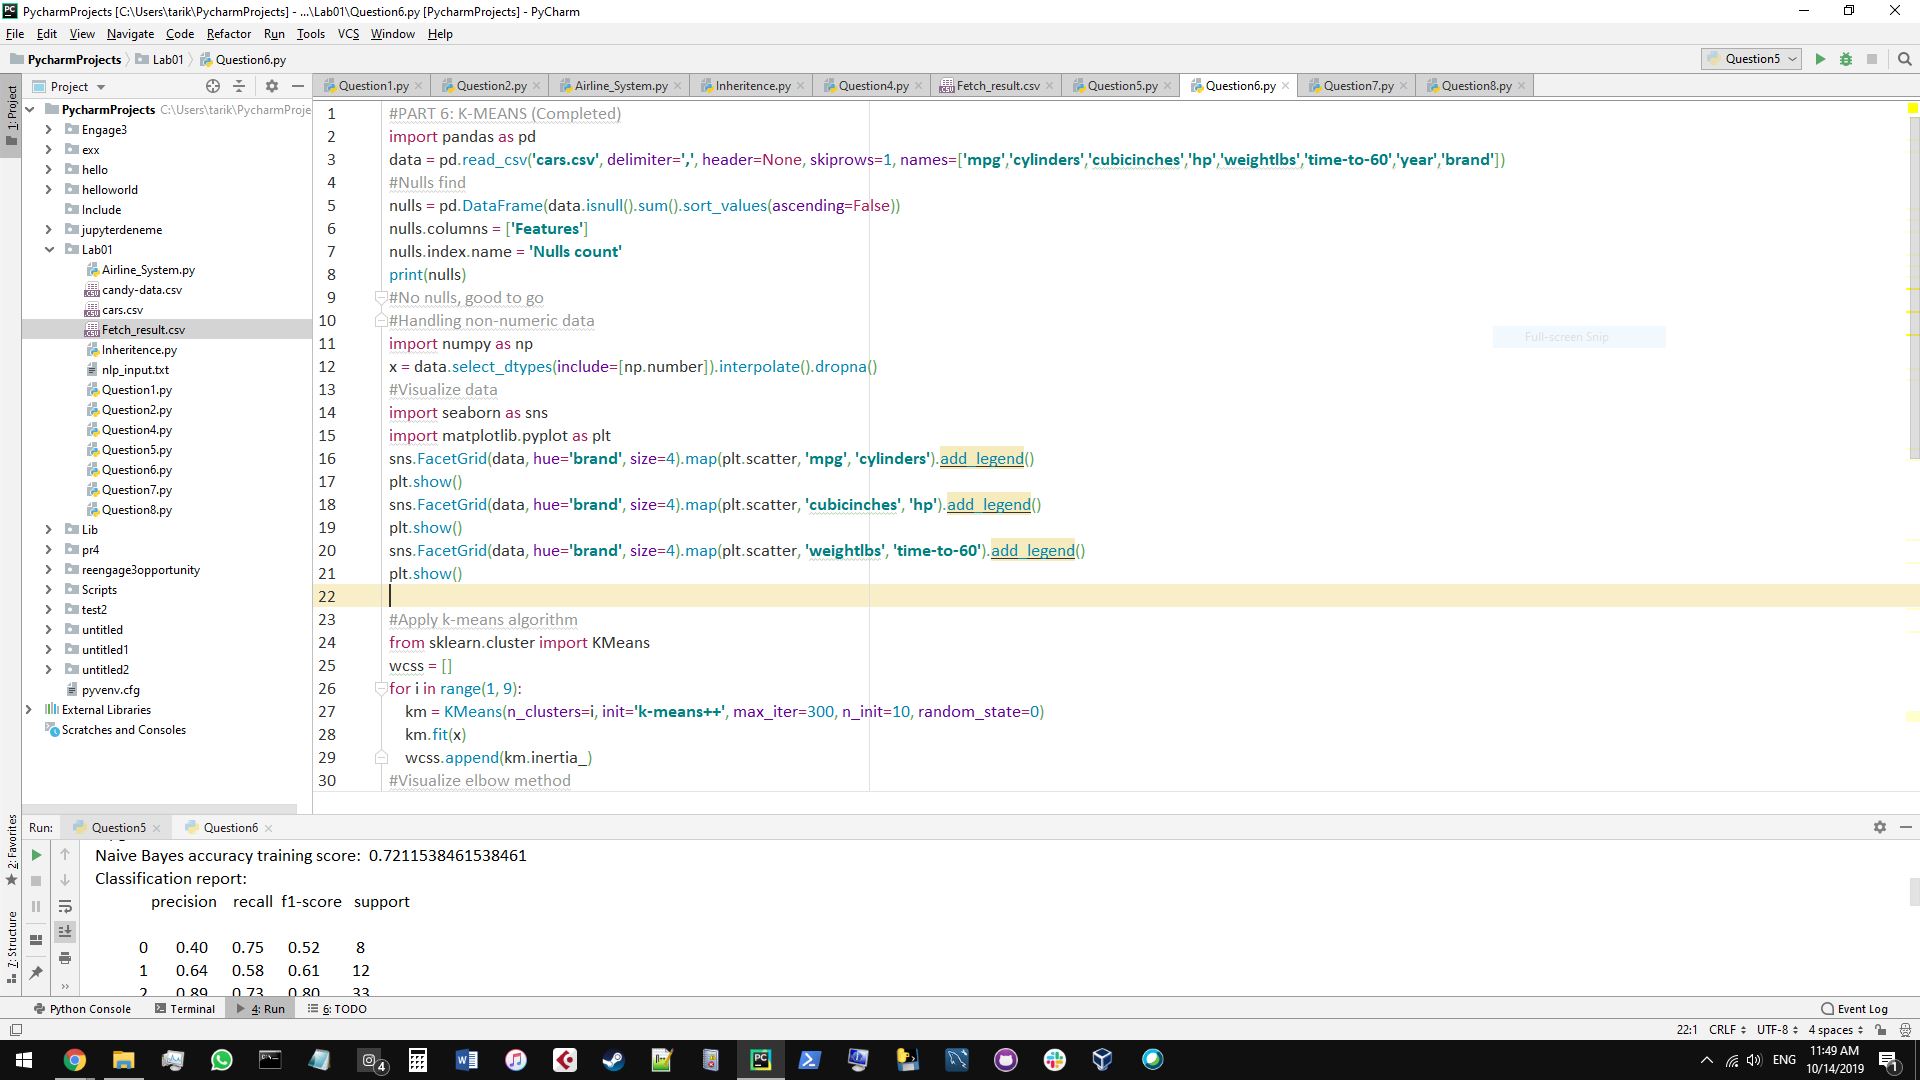 PycharmProjects [C:\Users\tarik\PycharmProjects] - ...\Lab01\Question6.py [PycharmProjects] - PyCharm
File Edit View Navigate Code Refactor Run Tools VCS Window Help
PycharmProjects Lab01 Question6.py
Question5
Project
Question1.py Question2.py Airline_System.py Inheritence.py Question4.py Fetch_result.csv Question5.py Question6.py Question7.py Question8.py
1: Project
PycharmProjects C:\Users\tarik\PycharmProje
Engage3
exx
hello
helloworld
Include
jupyterdeneme
Lab01
Airline_System.py
candy-data.csv
cars.csv
Fetch_result.csv
Inheritence.py
nlp_input.txt
Question1.py
Question2.py
Question4.py
Question5.py
Question6.py
Question7.py
Question8.py
Lib
pr4
reengage3opportunity
Scripts
test2
untitled
untitled1
untitled2
pyvenv.cfg
External Libraries
Scratches and Consoles
1 #PART 6: K-MEANS (Completed)
2 import pandas as pd
3 data = pd.read_csv('cars.csv', delimiter=',', header=None, skiprows=1, names=['mpg','cylinders','cubicinches','hp','weightlbs','time-to-60','year','brand'])
4 #Nulls find
5 nulls = pd.DataFrame(data.isnull().sum().sort_values(ascending=False))
6 nulls.columns = ['Features']
7 nulls.index.name = 'Nulls count'
8 print(nulls)
9 #No nulls, good to go
10 #Handling non-numeric data
11 import numpy as np
12 x = data.select_dtypes(include=[np.number]).interpolate().dropna()
13 #Visualize data
14 import seaborn as sns
15 import matplotlib.pyplot as plt
16 sns.FacetGrid(data, hue='brand', size=4).map(plt.scatter, 'mpg', 'cylinders').add_legend()
17 plt.show()
18 sns.FacetGrid(data, hue='brand', size=4).map(plt.scatter, 'cubicinches', 'hp').add_legend()
19 plt.show()
20 sns.FacetGrid(data, hue='brand', size=4).map(plt.scatter, 'weightlbs', 'time-to-60').add_legend()
21 plt.show()
22
23 #Apply k-means algorithm
24 from sklearn.cluster import KMeans
25 wcss = []
26 for i in range(1, 9):
27 km = KMeans(n_clusters=i, init='k-means++', max_iter=300, n_init=10, random_state=0)
28 km.fit(x)
29 wcss.append(km.inertia_)
30 #Visualize elbow method
Full-screen Snip
2: Favorites
7: Structure
Run: Question5 Question6
Naive Bayes accuracy training score: 0.7211538461538461
Classification report:
precision recall f1-score support
0 0.40 0.75 0.52 8
1 0.64 0.58 0.61 12
2 0.89 0.73 0.80 33
Python Console Terminal 4: Run 6: TODO Event Log
22:1 CRLF UTF-8 4 spaces
4 ENG 11:49 AM
10/14/2019 1